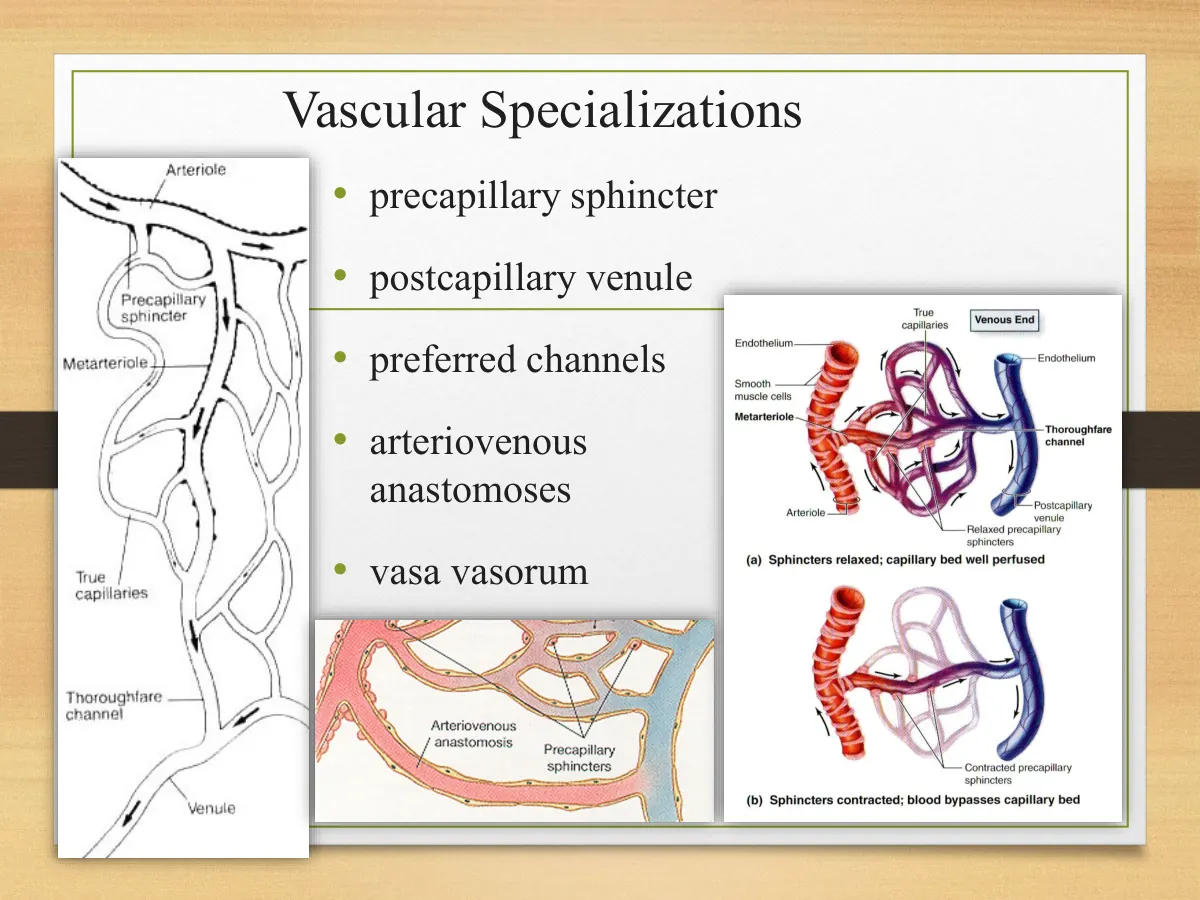 Vascular Specializations
• precapillary sphincter
• postcapillary venule
• preferred channels
• arteriovenous
anastomoses
• vasa vasorum
Arteriole
Precapillary
sphincter
Metarteriole
True
capillaries
Thoroughfare
channel
Venule
Arteriovenous
anastomosis
Precapillary
sphincters
True
capillaries
Venous End
Endothelium
Endothelium
Smooth
muscle cells
Metarteriole
Thoroughfare
channel
Arteriole
Postcapillary
venule
Relaxed precapillary
sphincters
(a) Sphincters relaxed; capillary bed well perfused
Contracted precapillary
sphincters
(b) Sphincters contracted; blood bypasses capillary bed